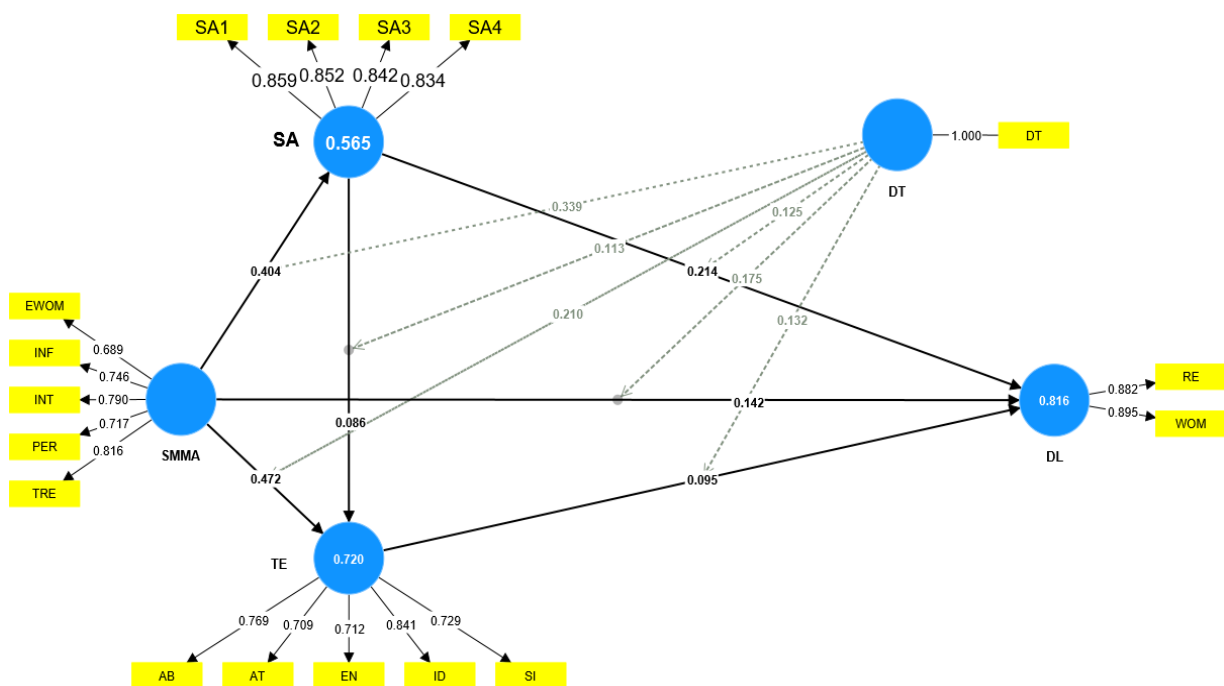 SA1 SA2 SA3 SA4
0.859 0.852 0.842 0.834
SA 0.565
1.000 DT
DT
0.339
0.125
0.113
0.404 0.214
0.175
0.210 0.132
EWOM
0.689
INF
0.746
INT 0.790
0.717
PER
0.816
TRE
SMMA
0.142
0.086
0.816
DL
0.882 RE
0.895 WOM
0.472 0.095
TE 0.720
0.769 0.709 0.712 0.841 0.729
AB AT EN ID SI